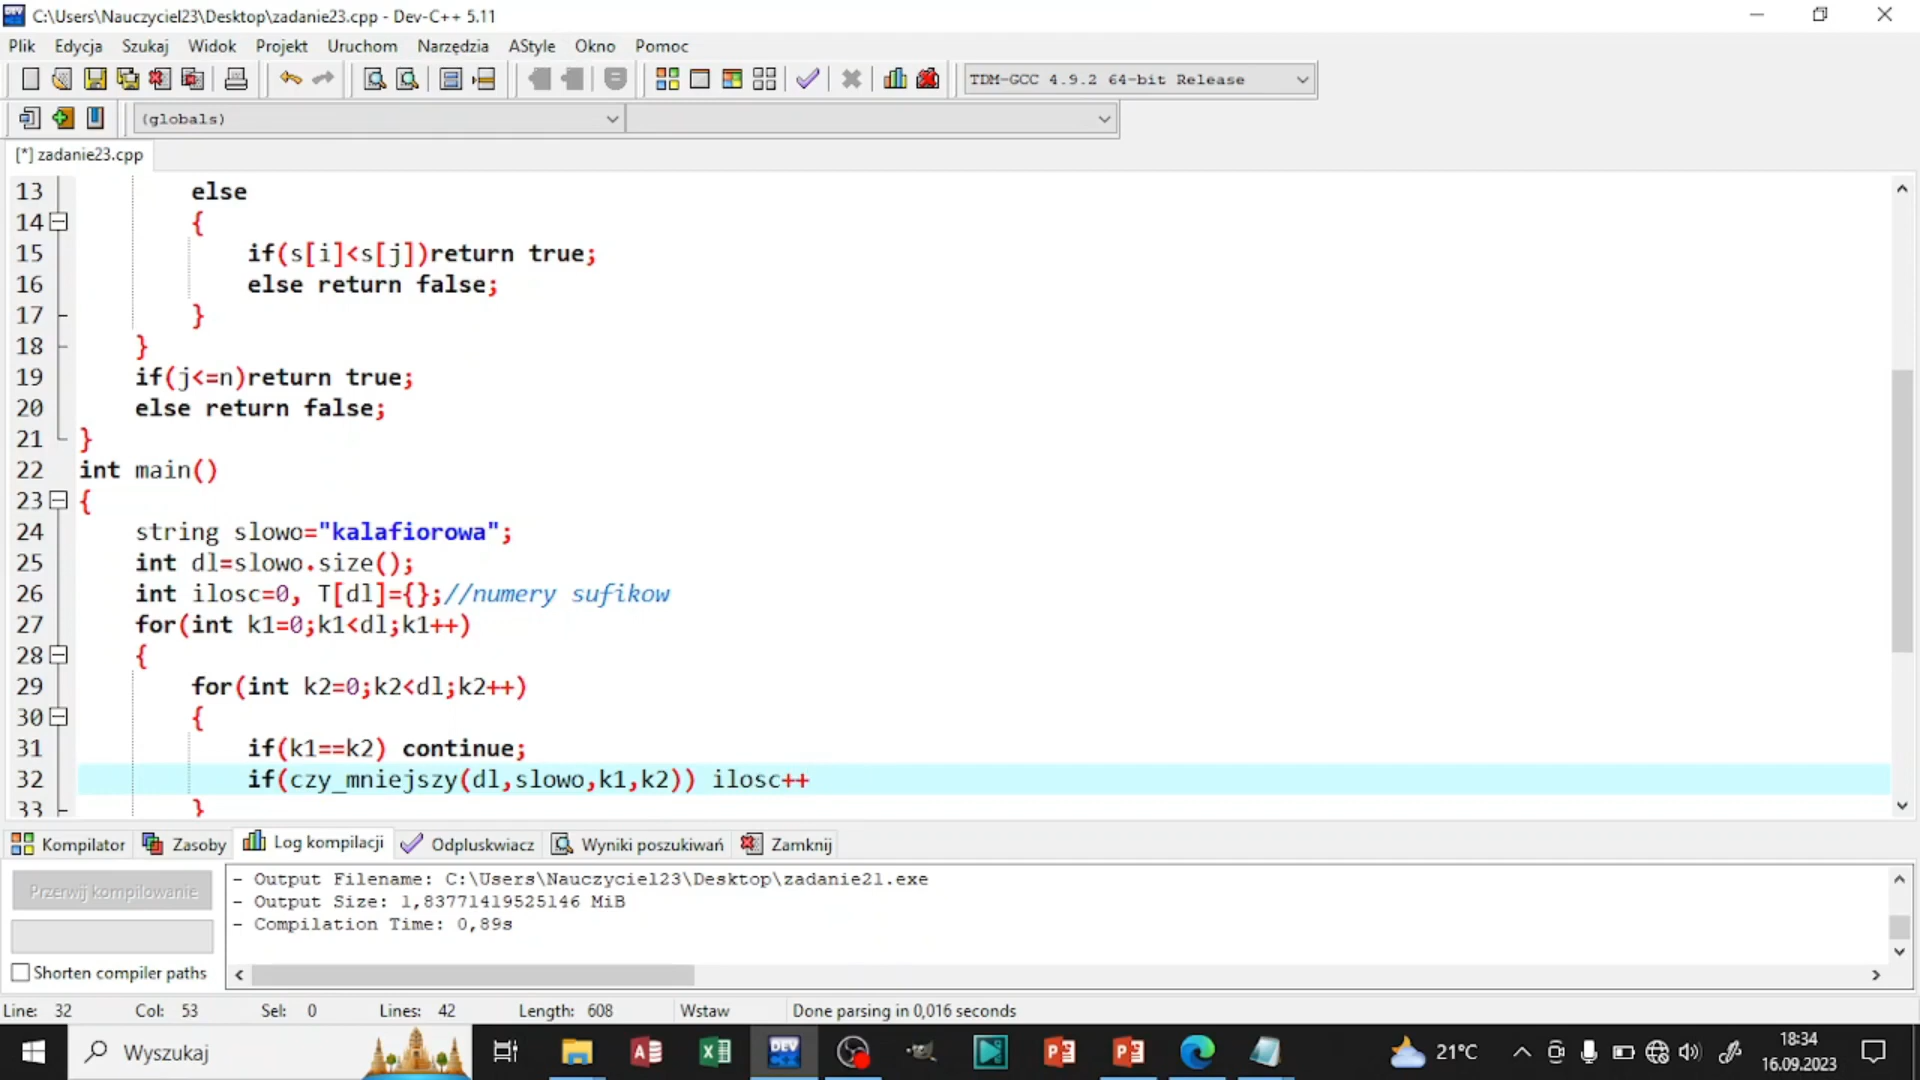 C:\Users\Nauczyciel23\Desktop\zadanie23.cpp - Dev-C++ 5.11
Plik Edycja Szukaj Widok Projekt Uruchom Narzędzia AStyle Okno Pomoc
TDM-GCC 4.9.2 64-bit Release
(globals)
[*] zadanie23.cpp
13 else
14 {
15 if(s[i]<s[j])return true;
16 else return false;
17 }
18 }
19 if(j<=n)return true;
20 else return false;
21 }
22 int main()
23 {
24 string slowo="kalafiorowa";
25 int dl=slowo.size();
26 int ilosc=0, T[dl]={};//numery sufikow
27 for(int k1=0;k1<dl;k1++)
28 {
29 for(int k2=0;k2<dl;k2++)
30 {
31 if(k1==k2) continue;
32 if(czy_mniejszy(dl,slowo,k1,k2)) ilosc++
33 }
Kompilator Zasoby Log kompilacji Odpluskwiacz Wyniki poszukiwań Zamknij
Przerwij kompilowanie
- Output Filename: C:\Users\Nauczyciel23\Desktop\zadanie21.exe
- Output Size: 1,83771419525146 MiB
- Compilation Time: 0,89s
Shorten compiler paths
Line: 32 Col: 53 Sel: 0 Lines: 42 Length: 608 Wstaw Done parsing in 0,016 seconds
Wyszukaj
DEV
21°C
18:34
16.09.2023